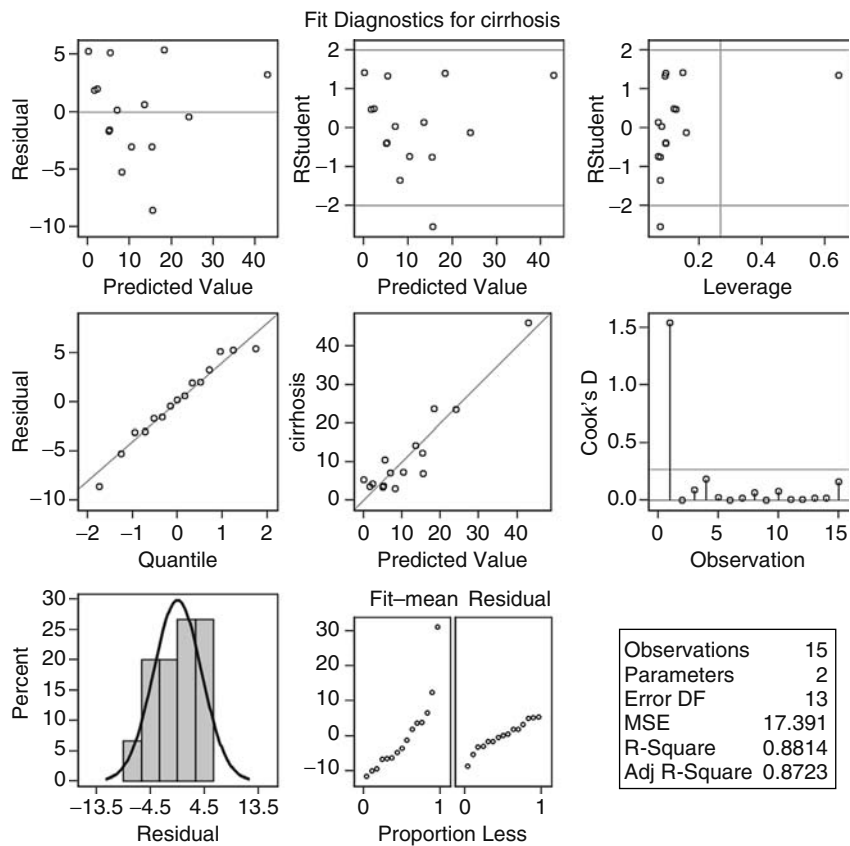 Fit Diagnostics for cirrhosis
5
0
−5
−10
Residual
0 10 20 30 40
Predicted Value
2
1
0
−1
−2
RStudent
0 10 20 30 40
Predicted Value
2
1
0
−1
−2
RStudent
0.2 0.4 0.6
Leverage
5
0
−5
−10
Residual
−2 −1 0 1 2
Quantile
40
30
20
10
0
cirrhosis
0 10 20 30 40
Predicted Value
1.5
1.0
0.5
0.0
Cook's D
0 5 10 15
Observation
30
25
20
15
10
5
0
Percent
−13.5 −4.5 4.5 13.5
Residual
Fit–mean Residual
30
20
10
0
−10
0 1 0 1
Proportion Less
Observations 15
Parameters 2
Error DF 13
MSE 17.391
R-Square 0.8814
Adj R-Square 0.8723